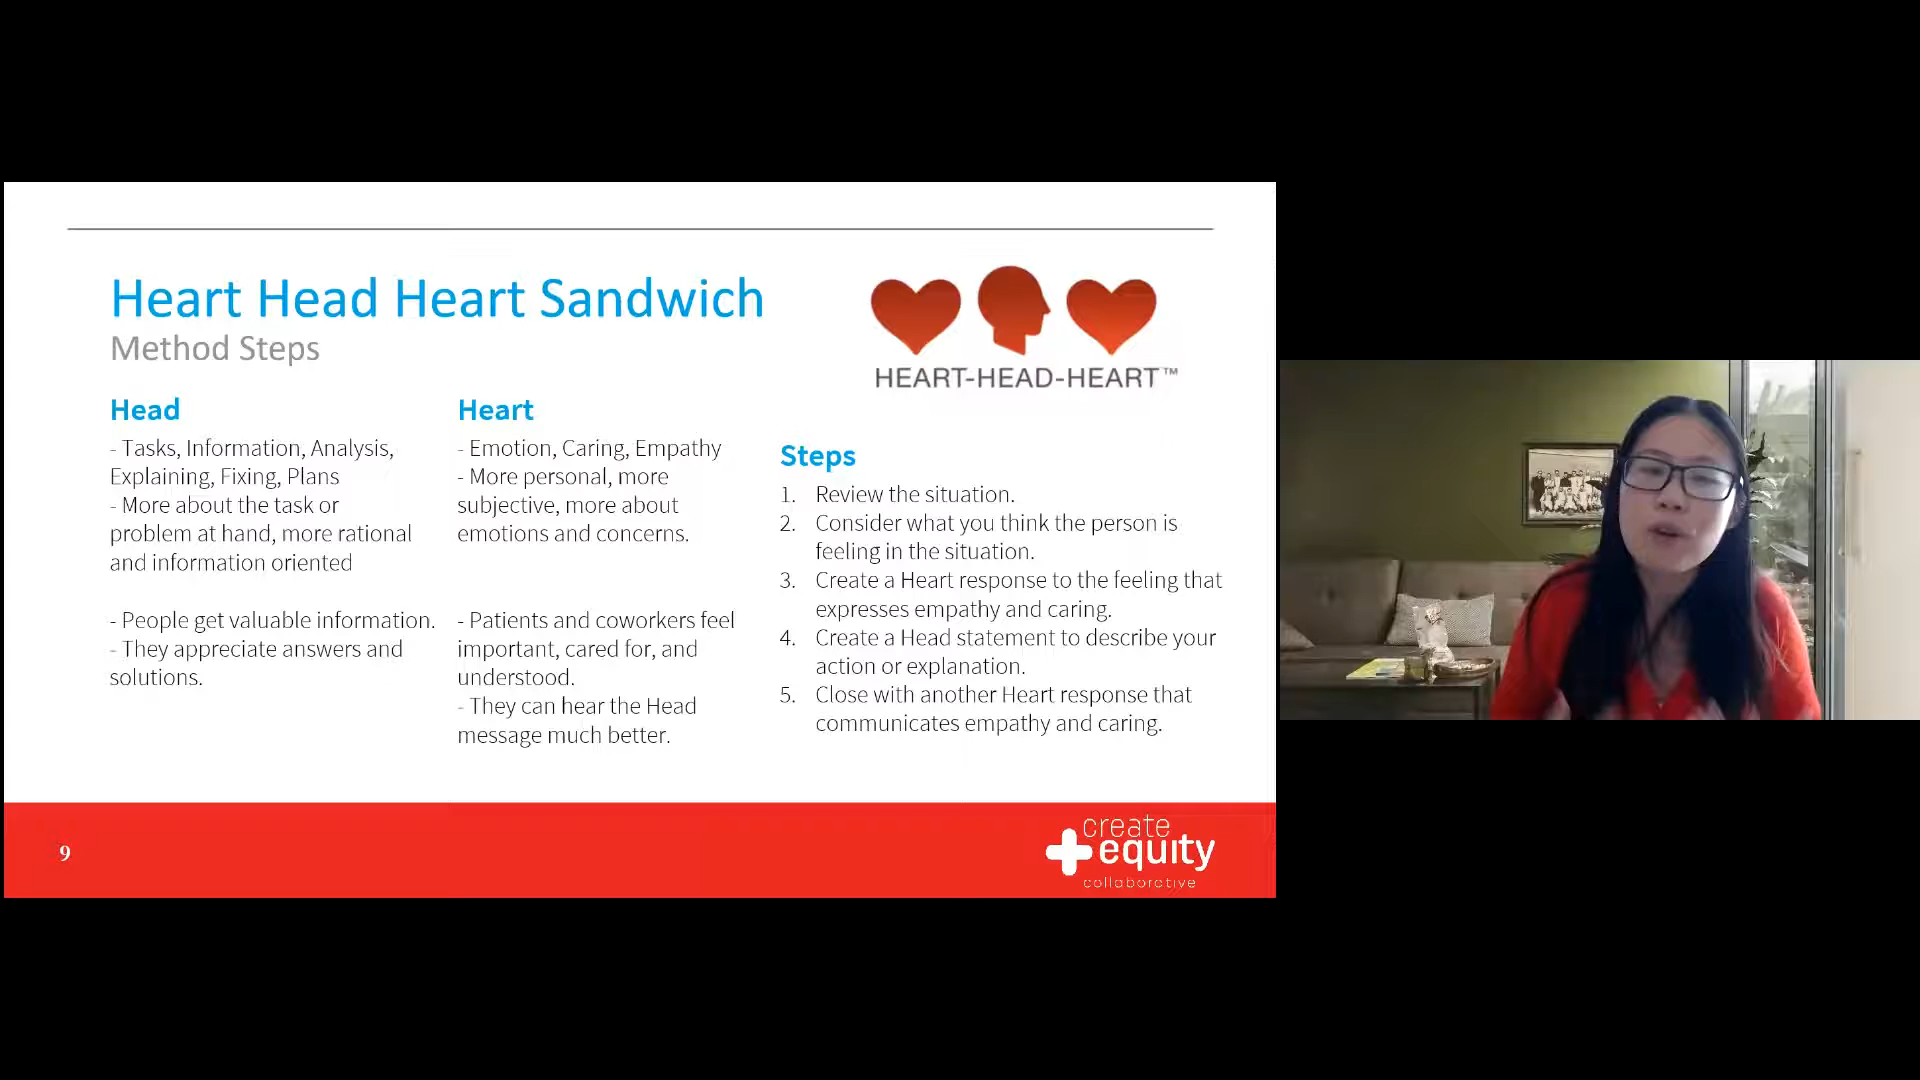 Heart Head Heart Sandwich
Method Steps
HEART-HEAD-HEART™
Head
- Tasks, Information, Analysis,
Explaining, Fixing, Plans
- More about the task or
problem at hand, more rational
and information oriented
- People get valuable information.
- They appreciate answers and
solutions.
Heart
- Emotion, Caring, Empathy
- More personal, more
subjective, more about
emotions and concerns.
- Patients and coworkers feel
important, cared for, and
understood.
- They can hear the Head
message much better.
Steps
1. Review the situation.
2. Consider what you think the person is
feeling in the situation.
3. Create a Heart response to the feeling that
expresses empathy and caring.
4. Create a Head statement to describe your
action or explanation.
5. Close with another Heart response that
communicates empathy and caring.
9
create
equity
collaborative